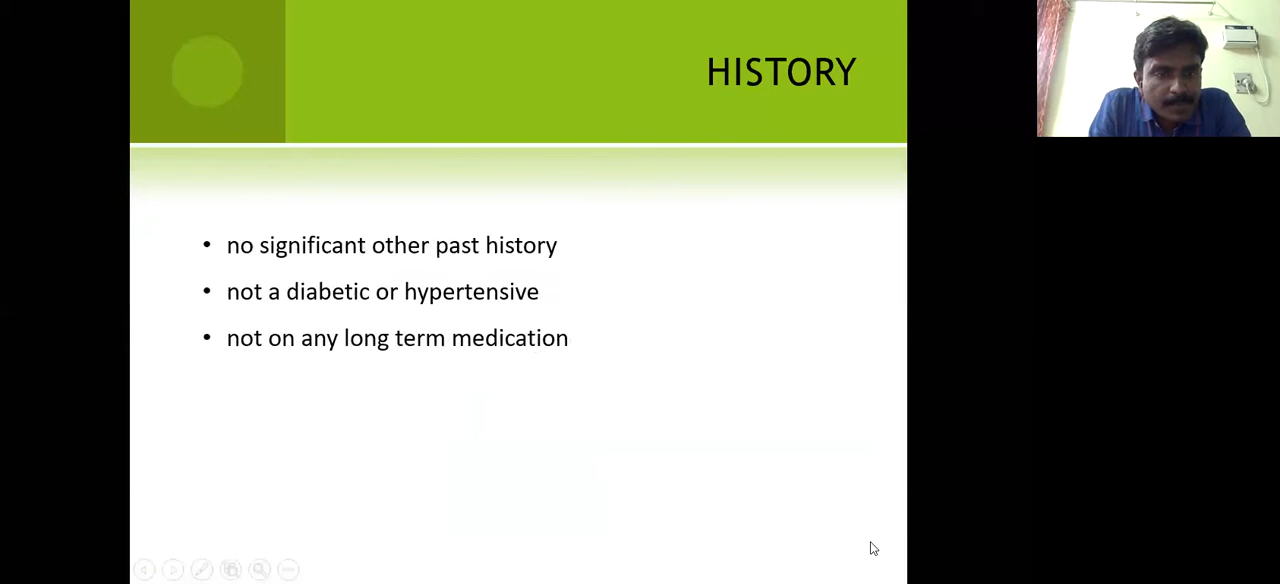 HISTORY
• no significant other past history
• not a diabetic or hypertensive
• not on any long term medication